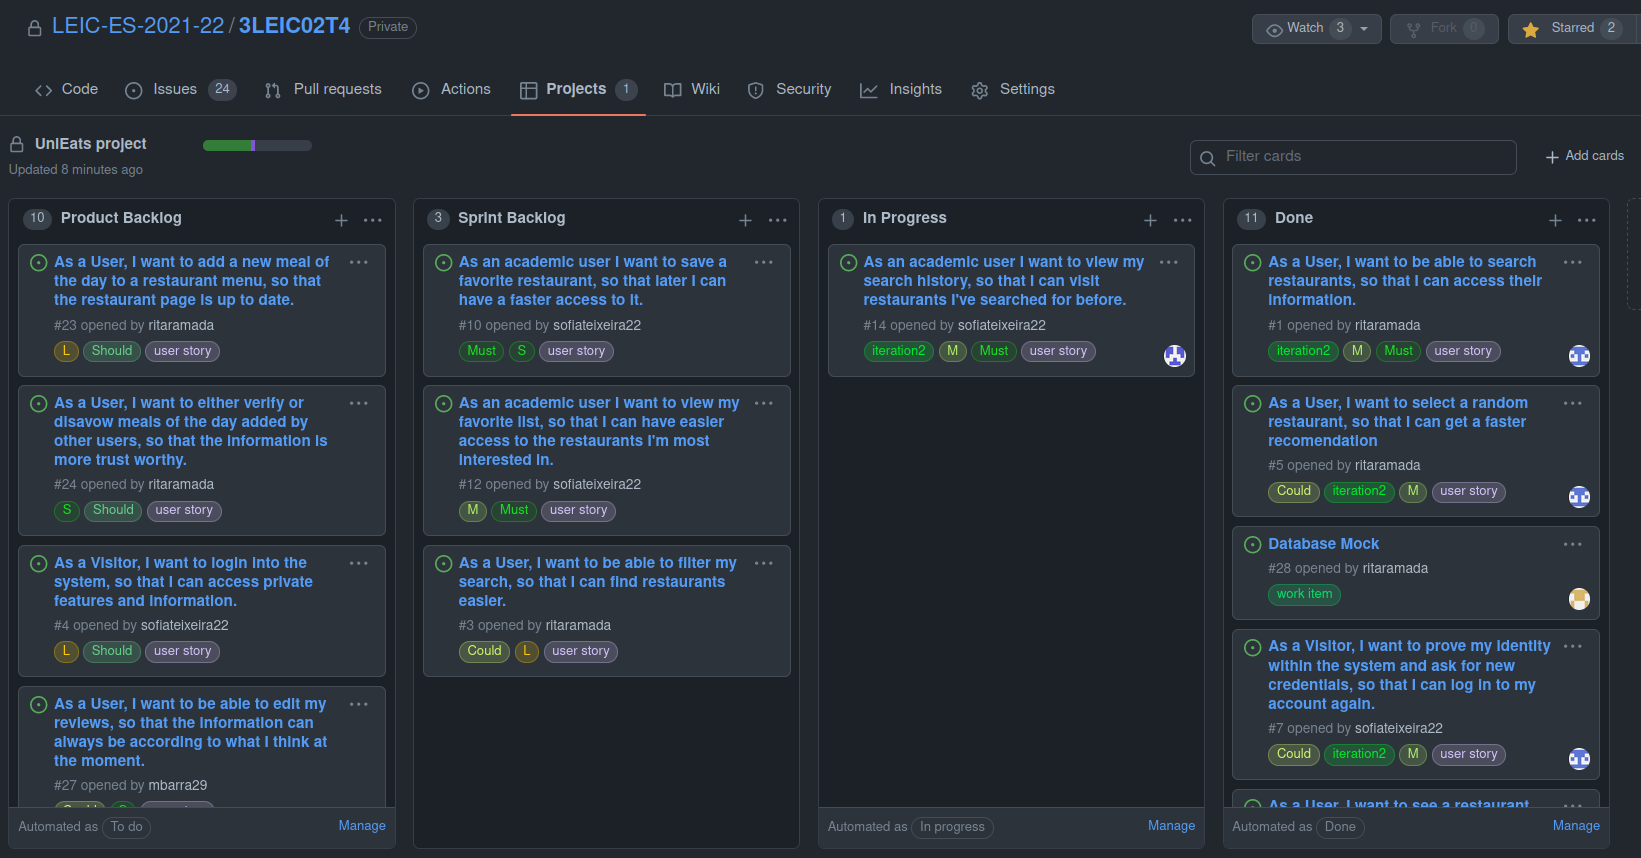 LEIC-ES-2021-22 / 3LEIC02T4 Private
Watch 3
Fork 0
Starred 2
Code
Issues 24
Pull requests
Actions
Projects 1
Wiki
Security
Insights
Settings
UniEats project
Updated 8 minutes ago
Filter cards
+ Add cards
10 Product Backlog
As a User, I want to add a new meal of
the day to a restaurant menu, so that
the restaurant page is up to date.
#23 opened by ritaramada
L Should user story
As a User, I want to either verify or
disavow meals of the day added by
other users, so that the information is
more trust worthy.
#24 opened by ritaramada
S Should user story
As a Visitor, I want to login into the
system, so that I can access private
features and information.
#4 opened by sofiateixeira22
L Should user story
As a User, I want to be able to edit my
reviews, so that the information can
always be according to what I think at
the moment.
#27 opened by mbarra29
Automated as To do
Manage
3 Sprint Backlog
As an academic user I want to save a
favorite restaurant, so that later I can
have a faster access to it.
#10 opened by sofiateixeira22
Must S user story
As an academic user I want to view my
favorite list, so that I can have easier
access to the restaurants I'm most
interested in.
#12 opened by sofiateixeira22
M Must user story
As a User, I want to be able to filter my
search, so that I can find restaurants
easier.
#3 opened by ritaramada
Could L user story
1 In Progress
As an academic user I want to view my
search history, so that I can visit
restaurants I've searched for before.
#14 opened by sofiateixeira22
iteration2 M Must user story
Automated as In progress
Manage
11 Done
As a User, I want to be able to search
restaurants, so that I can access their
information.
#1 opened by ritaramada
iteration2 M Must user story
As a User, I want to select a random
restaurant, so that I can get a faster
recomendation
#5 opened by ritaramada
Could iteration2 M user story
Database Mock
#28 opened by ritaramada
work item
As a Visitor, I want to prove my identity
within the system and ask for new
credentials, so that I can log in to my
account again.
#7 opened by sofiateixeira22
Could iteration2 M user story
As a User, I want to see a restaurant
Automated as Done
Manage